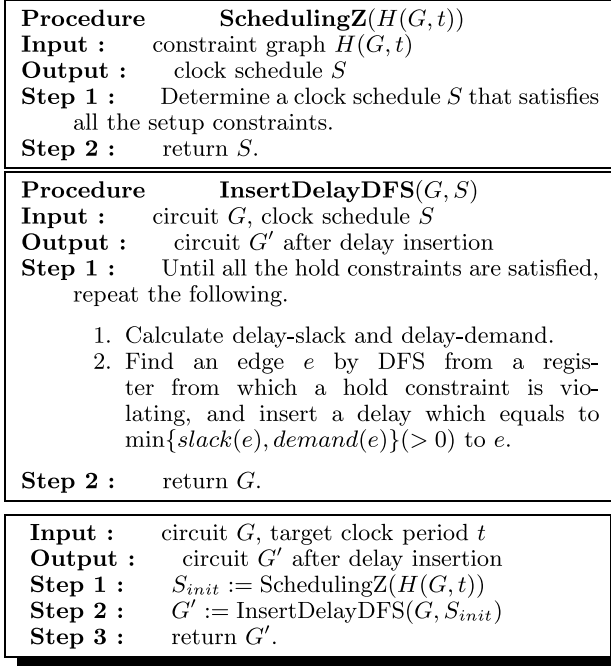 Procedure SchedulingZ(H(G, t))
Input : constraint graph H(G, t)
Output : clock schedule S
Step 1 : Determine a clock schedule S that satisfies
all the setup constraints.
Step 2 : return S.
Procedure InsertDelayDFS(G, S)
Input : circuit G, clock schedule S
Output : circuit G′ after delay insertion
Step 1 : Until all the hold constraints are satisfied,
repeat the following.
1. Calculate delay-slack and delay-demand.
2. Find an edge e by DFS from a regis-
ter from which a hold constraint is vio-
lating, and insert a delay which equals to
min{slack(e), demand(e)}(> 0) to e.
Step 2 : return G.
Input : circuit G, target clock period t
Output : circuit G′ after delay insertion
Step 1 : S_init := SchedulingZ(H(G, t))
Step 2 : G′ := InsertDelayDFS(G, S_init)
Step 3 : return G′.